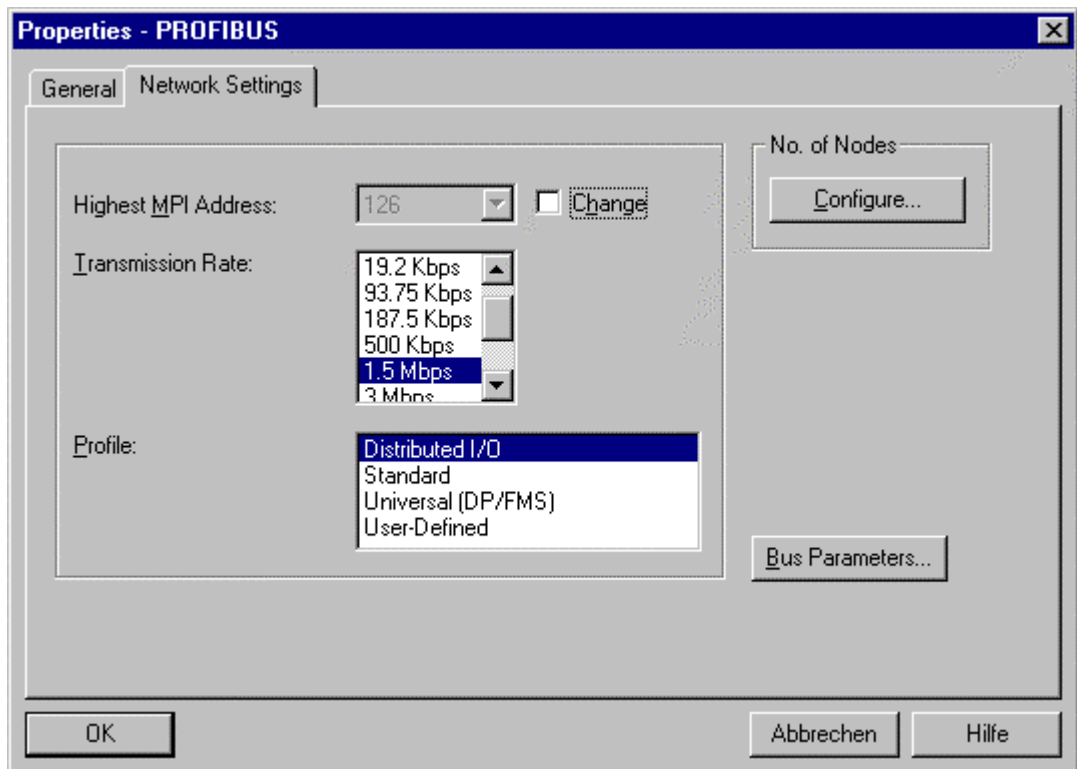 Properties - PROFIBUS
General
Network Settings
Highest MPI Address:
126
Change
No. of Nodes
Configure...
Transmission Rate:
19.2 Kbps
93.75 Kbps
187.5 Kbps
500 Kbps
1.5 Mbps
3 Mbps
Profile:
Distributed I/O
Standard
Universal (DP/FMS)
User-Defined
Bus Parameters...
OK
Abbrechen
Hilfe